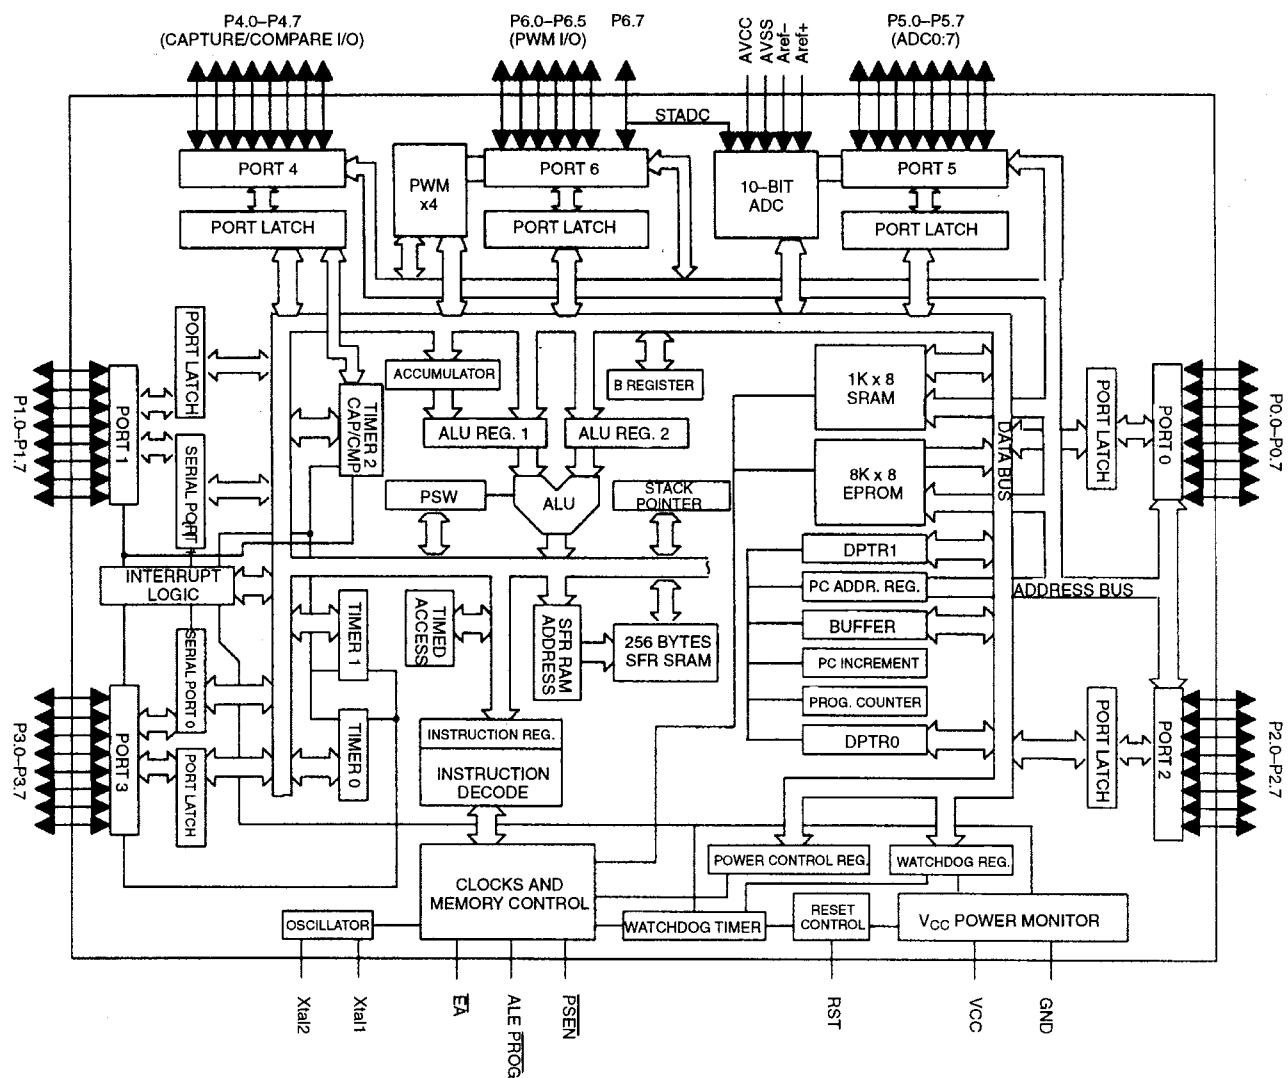 P4.0–P4.7
(CAPTURE/COMPARE I/O)
P6.0–P6.5
(PWM I/O)
P6.7
AVCC
AVSS
Aref–
Aref+
P5.0–P5.7
(ADC0:7)
STADC
PORT 4
PWM
x4
PORT 6
10–BIT
ADC
PORT 5
PORT LATCH
PORT LATCH
PORT LATCH
P1.0–P1.7
PORT 1
PORT LATCH
SERIAL PORT
1
TIMER 2
CAP/CMP
ACCUMULATOR
B REGISTER
ALU REG. 1
ALU REG. 2
ALU
PSW
STACK
POINTER
1K x 8
SRAM
8K x 8
EPROM
DATA BUS
PORT LATCH
PORT 0
P0.0–P0.7
INTERRUPT
LOGIC
TIMER 1
TIMED
ACCESS
SFR RAM
ADDRESS
256 BYTES
SFR SRAM
DPTR1
PC ADDR. REG.
BUFFER
PC INCREMENT
PROG. COUNTER
DPTR0
ADDRESS BUS
P3.0–P3.7
PORT 3
SERIAL PORT 0
PORT LATCH
TIMER 0
INSTRUCTION REG.
INSTRUCTION
DECODE
PORT LATCH
PORT 2
P2.0–P2.7
CLOCKS AND
MEMORY CONTROL
POWER CONTROL REG.
WATCHDOG REG.
OSCILLATOR
WATCHDOG TIMER
RESET
CONTROL
VCC POWER MONITOR
Xtal2
Xtal1
EA
ALE PROG
PSEN
RST
VCC
GND